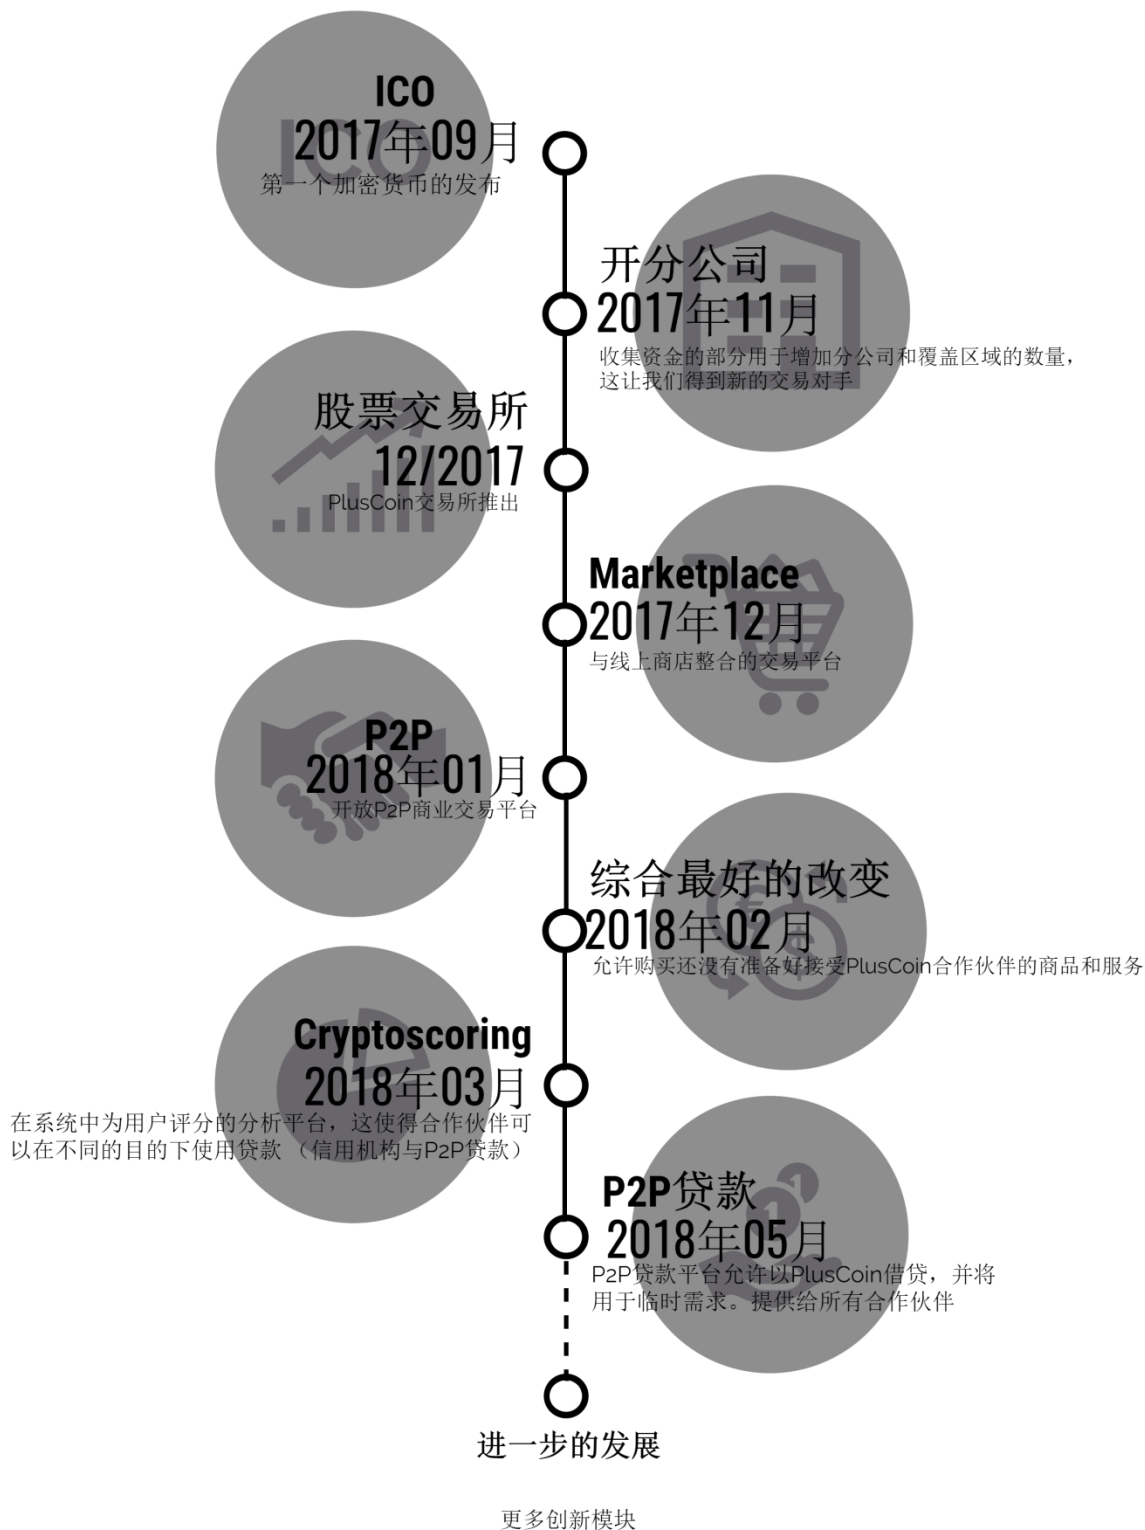 ICO
2017年09月
第一个加密货币的发布
开分公司
2017年11月
收集资金的部分用于增加分公司和覆盖区域的数量，
这让我们得到新的交易对手
股票交易所
12/2017
PlusCoin交易所推出
Marketplace
2017年12月
与线上商店整合的交易平台
P2P
2018年01月
开放P2P商业交易平台
综合最好的改变
2018年02月
允许购买还没有准备好接受PlusCoin合作伙伴的商品和服务
Cryptoscoring
2018年03月
在系统中为用户评分的分析平台，这使得合作伙伴可
以在不同的目的下使用贷款 （信用机构与P2P贷款）
P2P贷款
2018年05月
P2P贷款平台允许以PlusCoin借贷，并将
用于临时需求。提供给所有合作伙伴
进一步的发展
更多创新模块